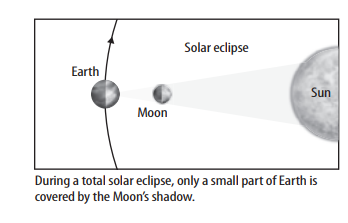 Solar eclipse
Earth
Sun
Moon
During a total solar eclipse, only a small part of Earth is
covered by the Moon's shadow.